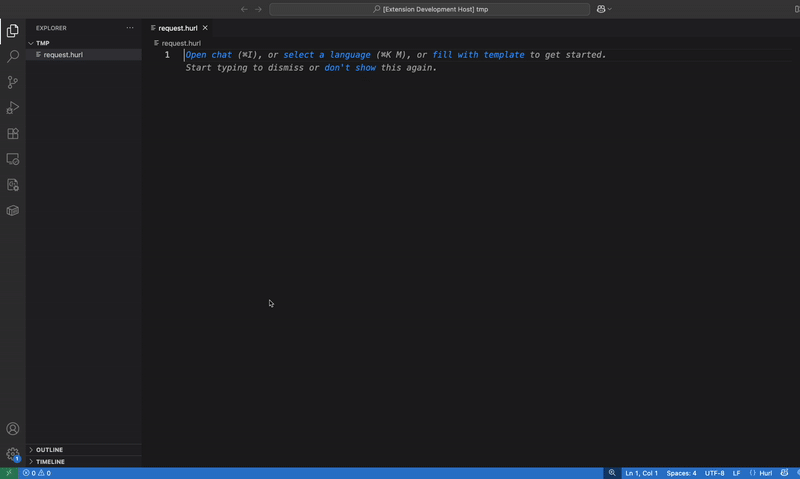 [Extension Development Host] tmp
EXPLORER
request.hurl
TMP
request.hurl
request.hurl
1
Open chat (⌘I), or select a language (⌘K M), or fill with template to get started.
Start typing to dismiss or don't show this again.
OUTLINE
TIMELINE
1
0 0
Ln 1, Col 1 Spaces: 4 UTF-8 LF {} Hurl